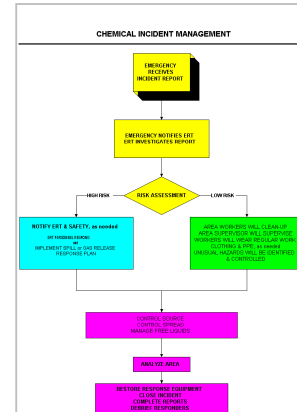 CHEMICAL INCIDENT MANAGEMENT
EMERGENCY
RECEIVES
INCIDENT REPORT
EMERGENCY NOTIFIES ERT
ERT INVESTIGATES REPORT
HIGH RISK
RISK ASSESSMENT
LOW RISK
NOTIFY ERT & SAFETY, as needed
ERT PROVIDES RESPONSE
IMPLEMENT SPILL or GAS RELEASE
RESPONSE PLAN
AREA WORKERS WILL CLEAN-UP
AREA SUPERVISOR WILL SUPERVISE
WORKERS WILL WEAR REGULAR WORK
CLOTHING & PPE, as needed
UNUSUAL HAZARDS WILL BE IDENTIFIED
& CONTROLLED
CONTROL SOURCE
CONTROL SPREAD
MANAGE FREE LIQUIDS
ANALYZE AREA
RESTORE RESPONSE EQUIPMENT
CLOSE INCIDENT
COMPLETE REPORTS
DEBRIEF RESPONDERS